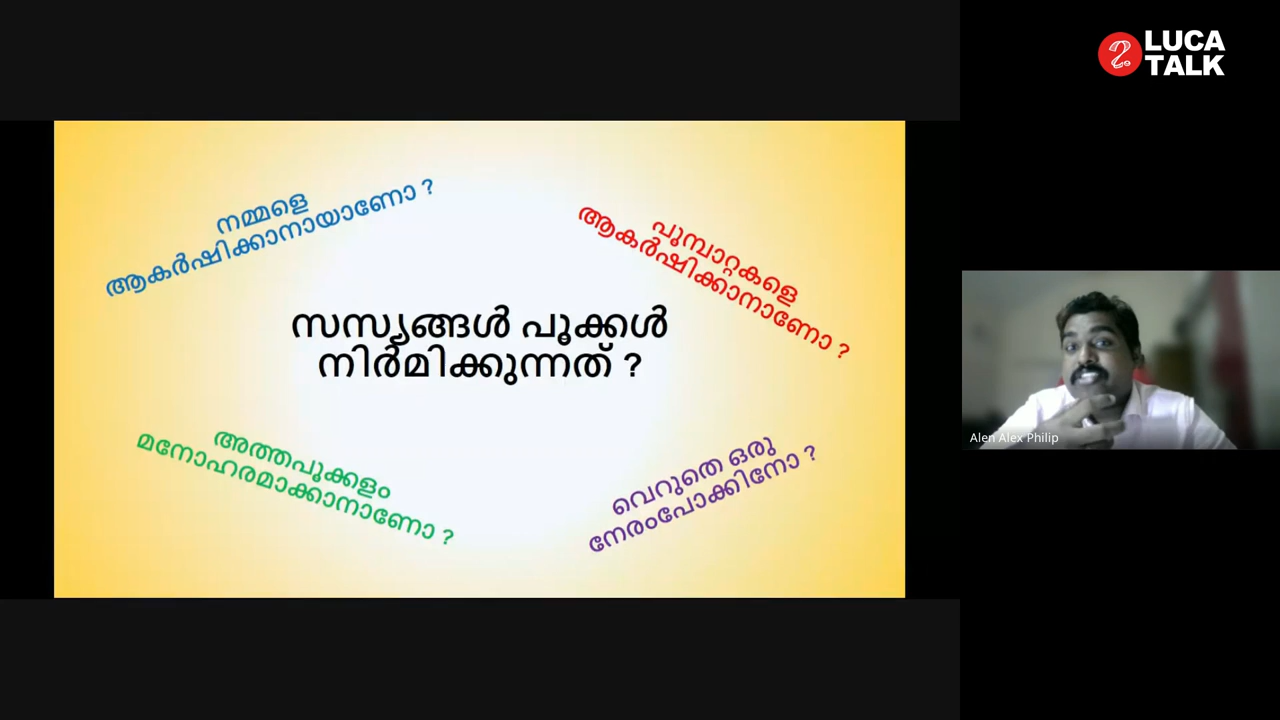 LUCA
TALK
നമ്മളെ
ആകർഷിക്കാനായാണോ ?
പൂമ്പാറ്റകളെ
ആകർഷിക്കാനാണോ ?
സസ്യങ്ങൾ പൂക്കൾ
നിർമിക്കുന്നത് ?
അത്തപൂക്കളം
മനോഹരമാക്കാനാണോ ?
വെറുതെ ഒരു
നേരംപോക്കിനോ ?
Alen Alex Philip